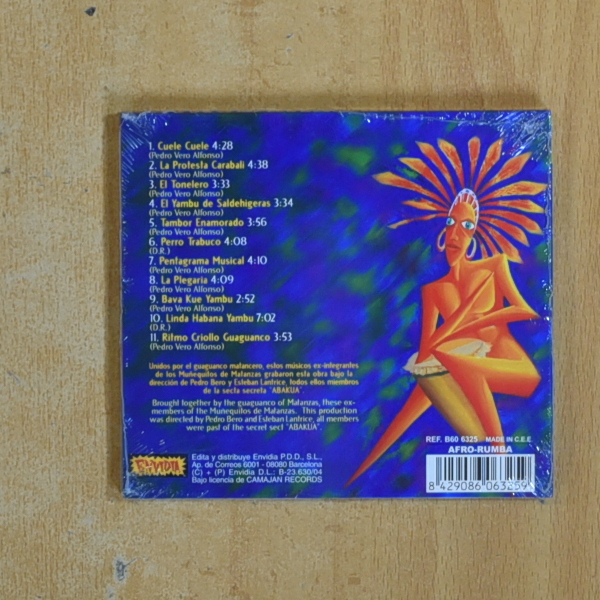 1. Cuele Cuele 4:28
(Pedro Vero Alfonso)
2. La Protesta Carabali 4:38
(Pedro Vero Alfonso)
3. El Tonelero 3:33
(Pedro Vero Alfonso)
4. El Yambu de Saldehigeras 3:34
(Pedro Vero Alfonso)
5. Tambor Enamorado 3:56
(Pedro Vero Alfonso)
6. Perro Trabuco 4:08
(D.R.)
7. Pentagrama Musical 4:10
(Pedro Vero Alfonso)
8. La Plegaria 4:09
(Pedro Vero Alfonso)
9. Bava Kue Yambu 2:52
(Pedro Vero Alfonso)
10. Linda Habana Yambu 7:02
(D.R.)
11. Ritmo Criollo Guaguanco 3:53
(Pedro Vero Alfonso)
Unidos por el guaguanco matancero, estos músicos ex-integrantes
de los Muñequitos de Matanzas grabaron esta obra bajo la
dirección de Pedro Bero y Esteban Lantrice, todos ellos miembros
de la secta secreta "ABAKUA".
Brought together by the guaguanco of Matanzas, these ex-
members of the Muñequitos de Matanzas. This production
was directed by Pedro Bero and Esteban Lantrice, all members
were past of the secret sect "ABAKUA".
Envidia
Edita y distribuye Envidia P.D.D., S.L.,
Ap. de Correos 6001 - 08080 Barcelona
(C) + (P) Envidia D.L.: B-23.630/04
Bajo licencia de CAMAJAN RECORDS
REF. B60 6325 MADE IN C.E.E.
AFRO-RUMBA
8 429086 063259